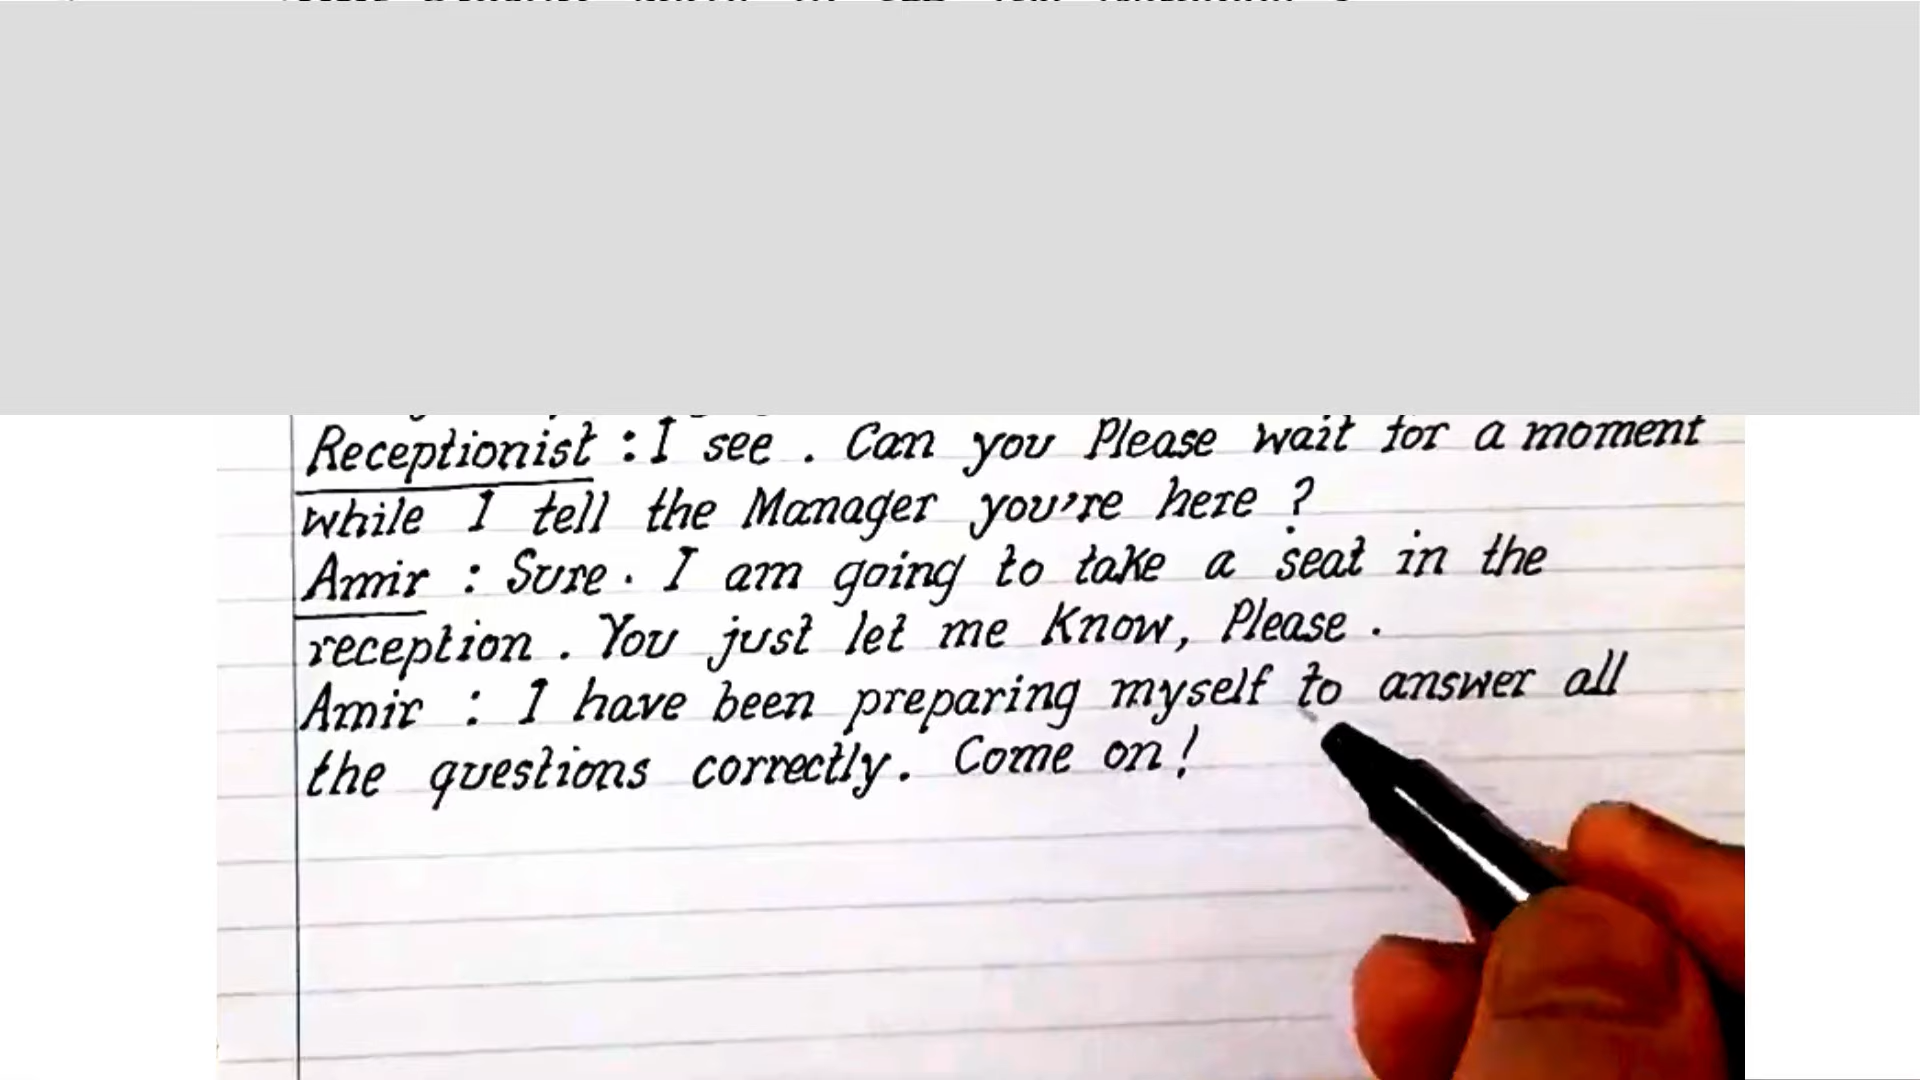 Receptionist : I see . Can you Please wait for a moment
while I tell the Manager you're here ?
Amir : Sure . I am going to take a seat in the
reception . You just let me Know, Please .
Amir : I have been preparing myself to answer all
the questions correctly. Come on!